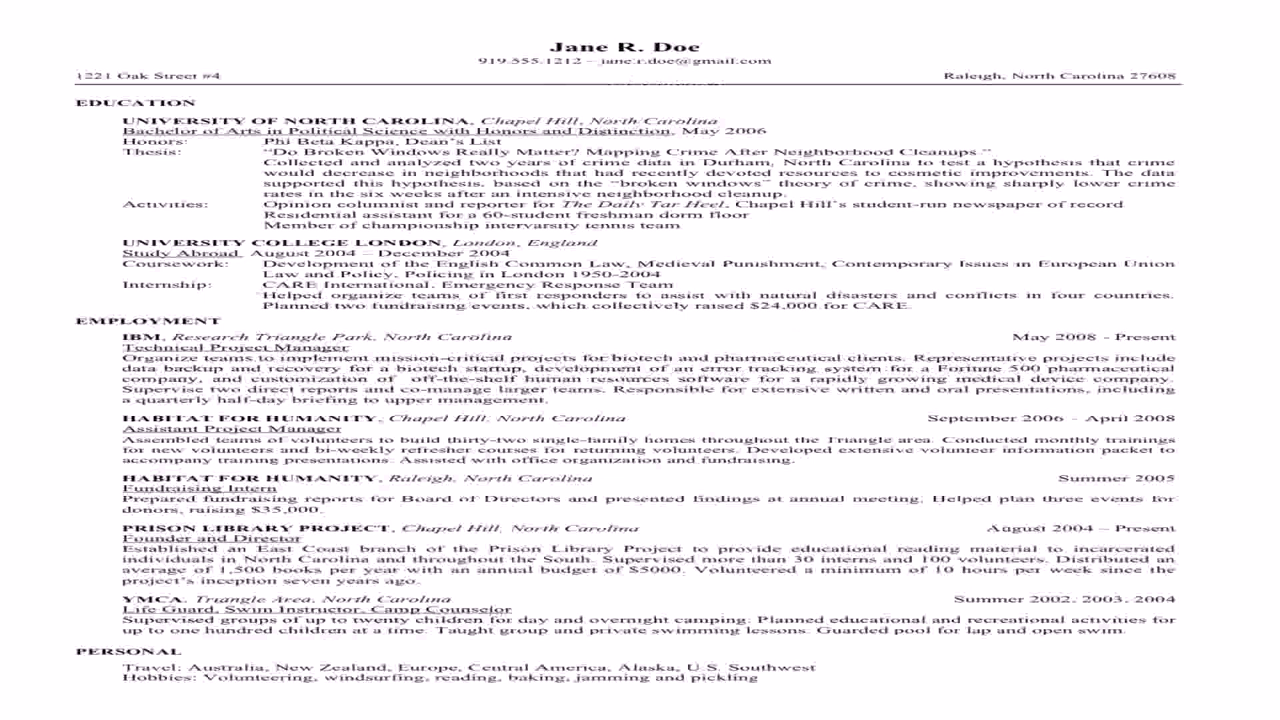 Jane R. Doe
919.555.1212 – jane.r.doe@gmail.com
1221 Oak Street #4 Raleigh, North Carolina 27608
EDUCATION
UNIVERSITY OF NORTH CAROLINA, Chapel Hill, North Carolina
Bachelor of Arts in Political Science with Honors and Distinction, May 2006
Honors: Phi Beta Kappa, Dean's List
Thesis: "Do Broken Windows Really Matter? Mapping Crime After Neighborhood Cleanups."
Collected and analyzed two years of crime data in Durham, North Carolina to test a hypothesis that crime
would decrease in neighborhoods that had recently devoted resources to cosmetic improvements. The data
supported this hypothesis, based on the "broken windows" theory of crime, showing sharply lower crime
rates in the six weeks after an intensive neighborhood cleanup.
Activities: Opinion columnist and reporter for The Daily Tar Heel, Chapel Hill's student-run newspaper of record
Residential assistant for a 60-student freshman dorm floor
Member of championship intervarsity tennis team
UNIVERSITY COLLEGE LONDON, London, England
Study Abroad, August 2004 – December 2004
Coursework: Development of the English Common Law, Medieval Punishment, Contemporary Issues in European Union
Law and Policy, Policing in London 1950-2004
Internship: CARE International, Emergency Response Team
Helped organize teams of first responders to assist with natural disasters and conflicts in four countries.
Planned two fundraising events, which collectively raised $24,000 for CARE.
EMPLOYMENT
IBM, Research Triangle Park, North Carolina May 2008 - Present
Technical Project Manager
Organize teams to implement mission-critical projects for biotech and pharmaceutical clients. Representative projects include
data backup and recovery for a biotech startup, development of an error tracking system for a Fortune 500 pharmaceutical
company, and customization of off-the-shelf human resources software for a rapidly growing medical device company.
Supervise two direct reports and co-manage larger teams. Responsible for extensive written and oral presentations, including
a quarterly half-day briefing to upper management.
HABITAT FOR HUMANITY, Chapel Hill, North Carolina September 2006 - April 2008
Assistant Project Manager
Assembled teams of volunteers to build thirty-two single-family homes throughout the Triangle area. Conducted monthly trainings
for new volunteers and bi-weekly refresher courses for returning volunteers. Developed extensive volunteer information packet to
accompany training presentations. Assisted with office organization and fundraising.
HABITAT FOR HUMANITY, Raleigh, North Carolina Summer 2005
Fundraising Intern
Prepared fundraising reports for Board of Directors and presented findings at annual meeting. Helped plan three events for
donors, raising $35,000.
PRISON LIBRARY PROJECT, Chapel Hill, North Carolina August 2004 – Present
Founder and Director
Established an East Coast branch of the Prison Library Project to provide educational reading material to incarcerated
individuals in North Carolina and throughout the South. Supervised more than 30 interns and 100 volunteers. Distributed an
average of 1,500 books per year with an annual budget of $5000. Volunteered a minimum of 10 hours per week since the
project's inception seven years ago.
YMCA, Triangle Area, North Carolina Summer 2002, 2003, 2004
Life Guard, Swim Instructor, Camp Counselor
Supervised groups of up to twenty children for day and overnight camping. Planned educational and recreational activities for
up to one hundred children at a time. Taught group and private swimming lessons. Guarded pool for lap and open swim.
PERSONAL
Travel: Australia, New Zealand, Europe, Central America, Alaska, U.S. Southwest
Hobbies: Volunteering, windsurfing, reading, baking, jamming and pickling